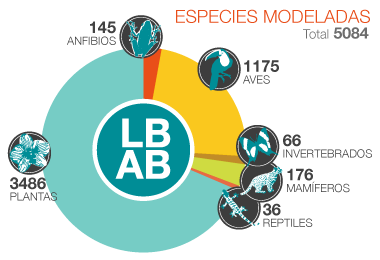 ESPECIES MODELADAS
Total 5084
145
ANFIBIOS
1175
AVES
66
INVERTEBRADOS
176
MAMÍFEROS
36
REPTILES
3486
PLANTAS
LB
AB